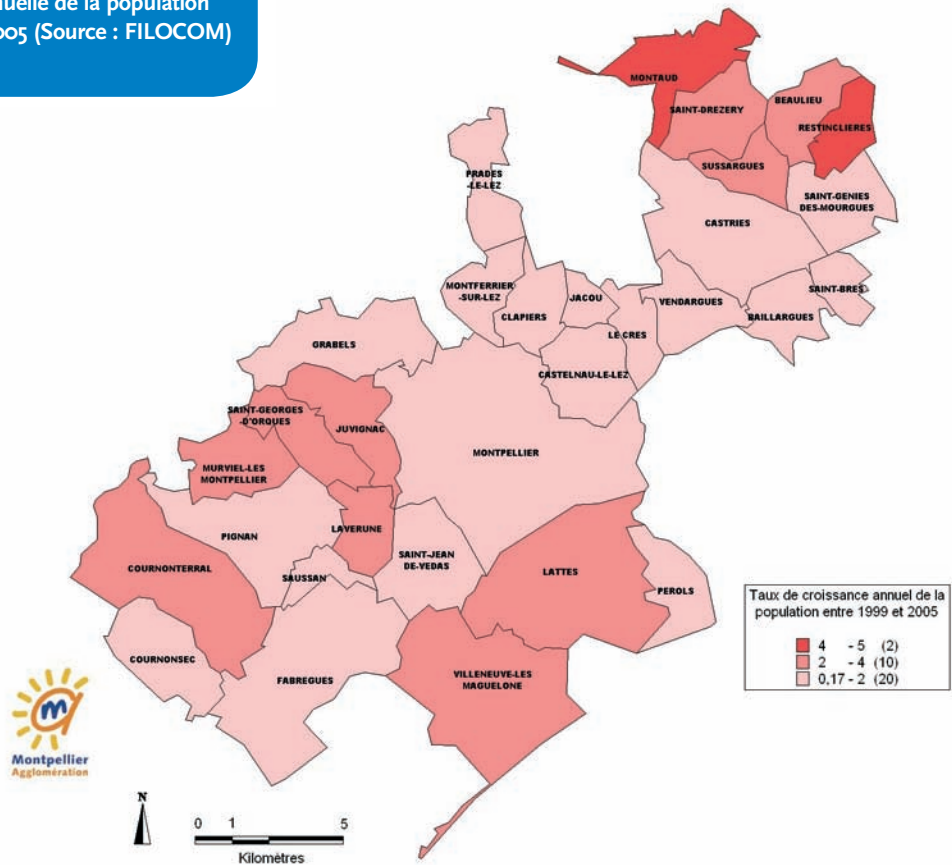 uelle de la population
005 (Source : FILOCOM)
MONTAUD
SAINT-DREZERY
BEAULIEU
RESTINCLIERES
SUSSARGUES
PRADES
-LE-LEZ
SAINT-GENIES
DES-MOURGUES
CASTRIES
MONTFERRIER
-SUR-LEZ
CLAPIERS
JACOU
VENDARGUES
SAINT-BRES
BAILLARGUES
LE CRES
GRABELS
CASTELNAU-LE-LEZ
SAINT-GEORGES
-D'ORQUES
JUVIGNAC
MONTPELLIER
MURVIEL-LES
MONTPELLIER
PIGNAN
LAVERUNE
SAINT-JEAN
DE-VEDAS
COURNONTERRAL
SAUSSAN
LATTES
PEROLS
COURNONSEC
FABREGUES
VILLENEUVE-LES
MAGUELONE
Taux de croissance annuel de la
population entre 1999 et 2005
4 - 5 (2)
2 - 4 (10)
0,17 - 2 (20)
m
Montpellier
Agglomération
N
0 1 5
Kilomètres